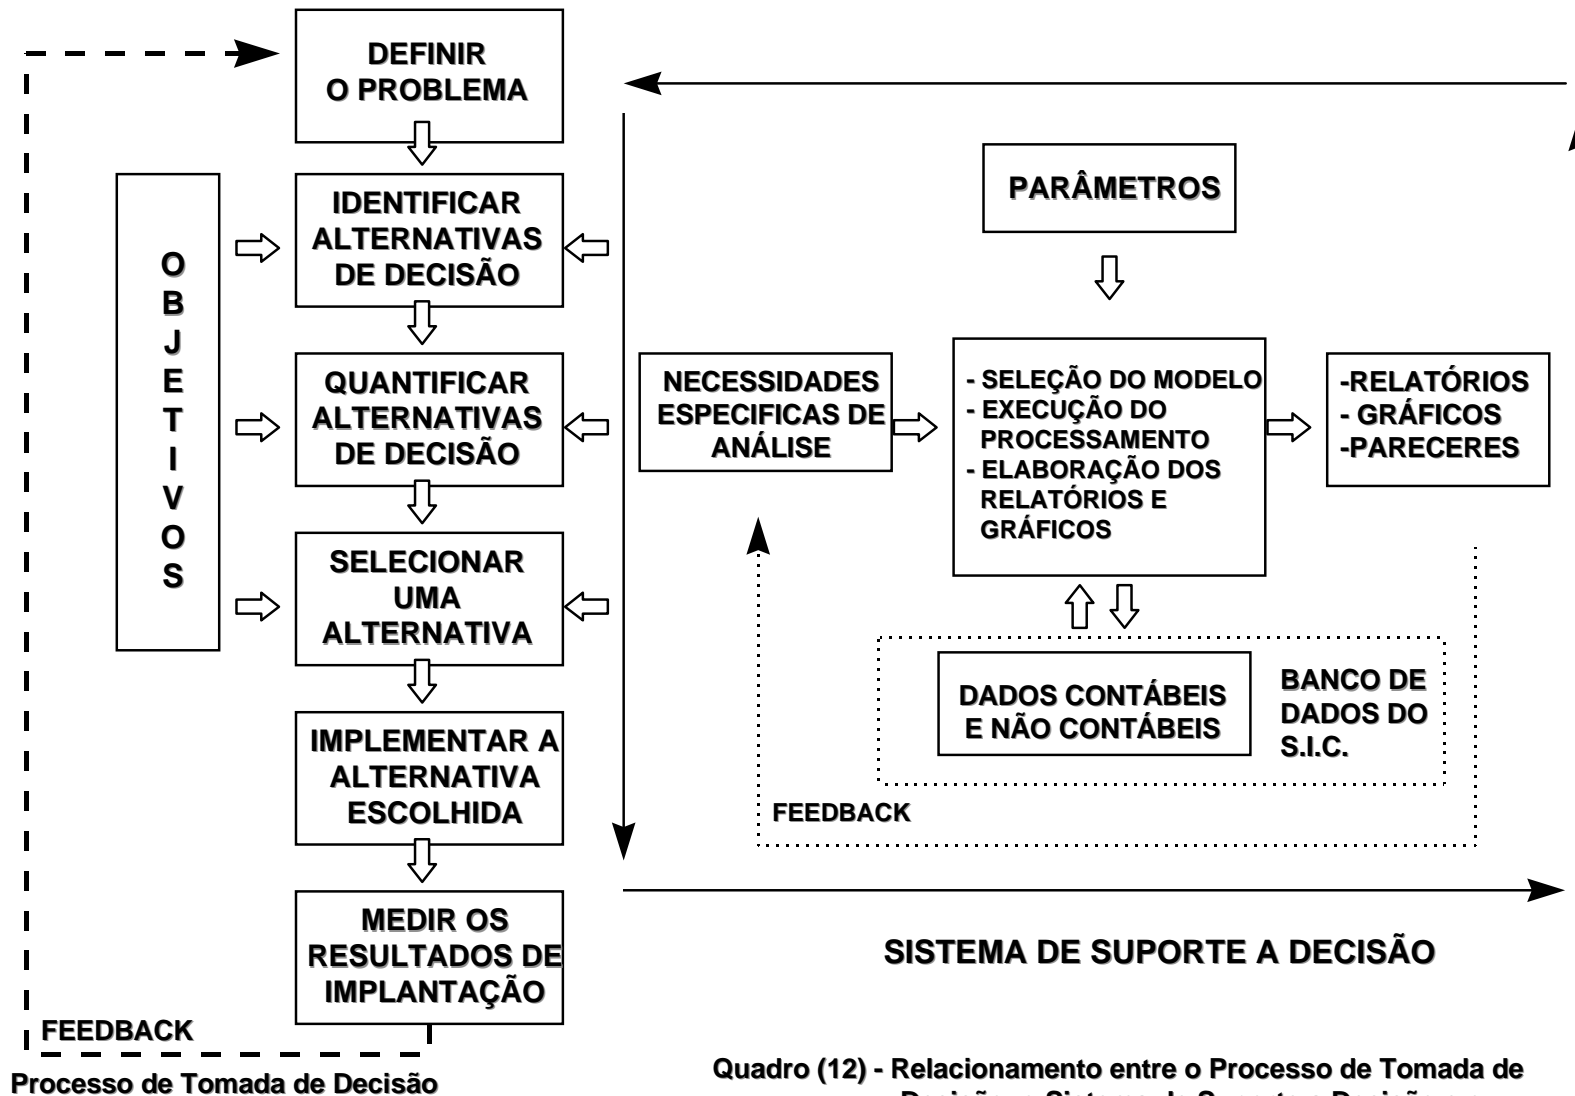 DEFINIR
O PROBLEMA
IDENTIFICAR
ALTERNATIVAS
DE DECISÃO
QUANTIFICAR
ALTERNATIVAS
DE DECISÃO
SELECIONAR
UMA
ALTERNATIVA
IMPLEMENTAR A
ALTERNATIVA
ESCOLHIDA
MEDIR OS
RESULTADOS DE
IMPLANTAÇÃO
O
B
J
E
T
I
V
O
S
FEEDBACK
Processo de Tomada de Decisão
PARÂMETROS
NECESSIDADES
ESPECIFICAS DE
ANÁLISE
- SELEÇÃO DO MODELO
- EXECUÇÃO DO
PROCESSAMENTO
- ELABORAÇÃO DOS
RELATÓRIOS E
GRÁFICOS
-RELATÓRIOS
- GRÁFICOS
-PARECERES
DADOS CONTÁBEIS
E NÃO CONTÁBEIS
BANCO DE
DADOS DO
S.I.C.
FEEDBACK
SISTEMA DE SUPORTE A DECISÃO
Quadro (12) - Relacionamento entre o Processo de Tomada de